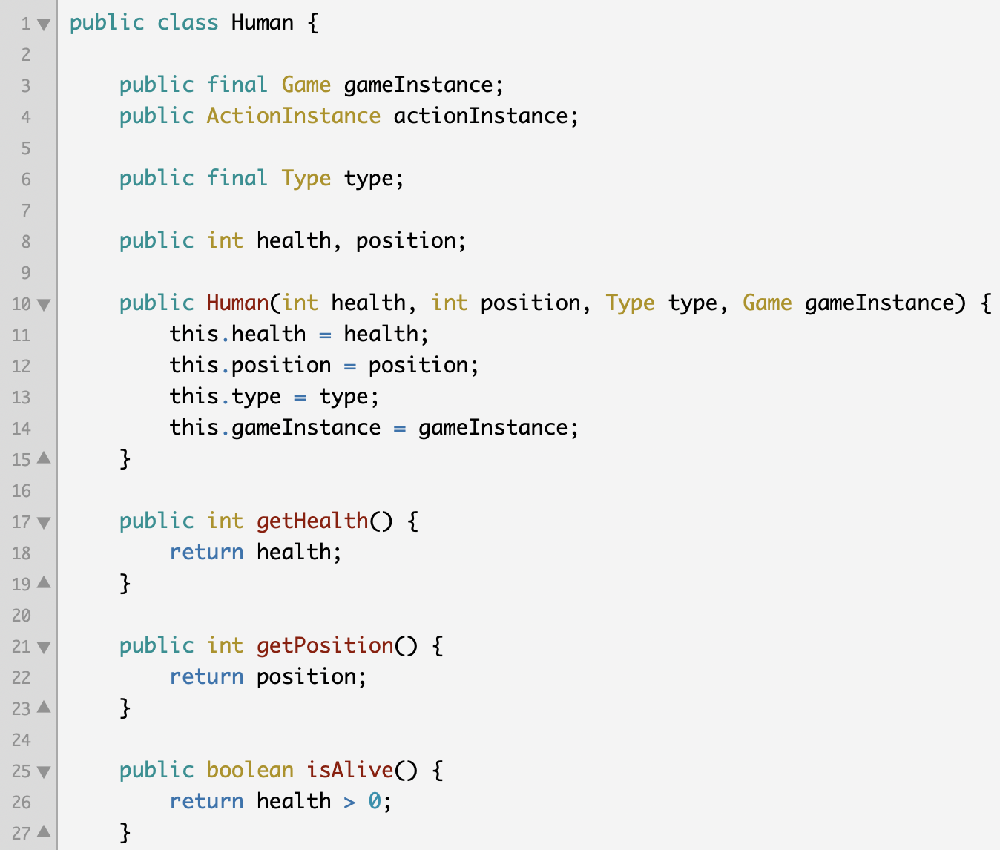 1 public class Human {
2
3     public final Game gameInstance;
4     public ActionInstance actionInstance;
5
6     public final Type type;
7
8     public int health, position;
9
10     public Human(int health, int position, Type type, Game gameInstance) {
11         this.health = health;
12         this.position = position;
13         this.type = type;
14         this.gameInstance = gameInstance;
15     }
16
17     public int getHealth() {
18         return health;
19     }
20
21     public int getPosition() {
22         return position;
23     }
24
25     public boolean isAlive() {
26         return health > 0;
27     }